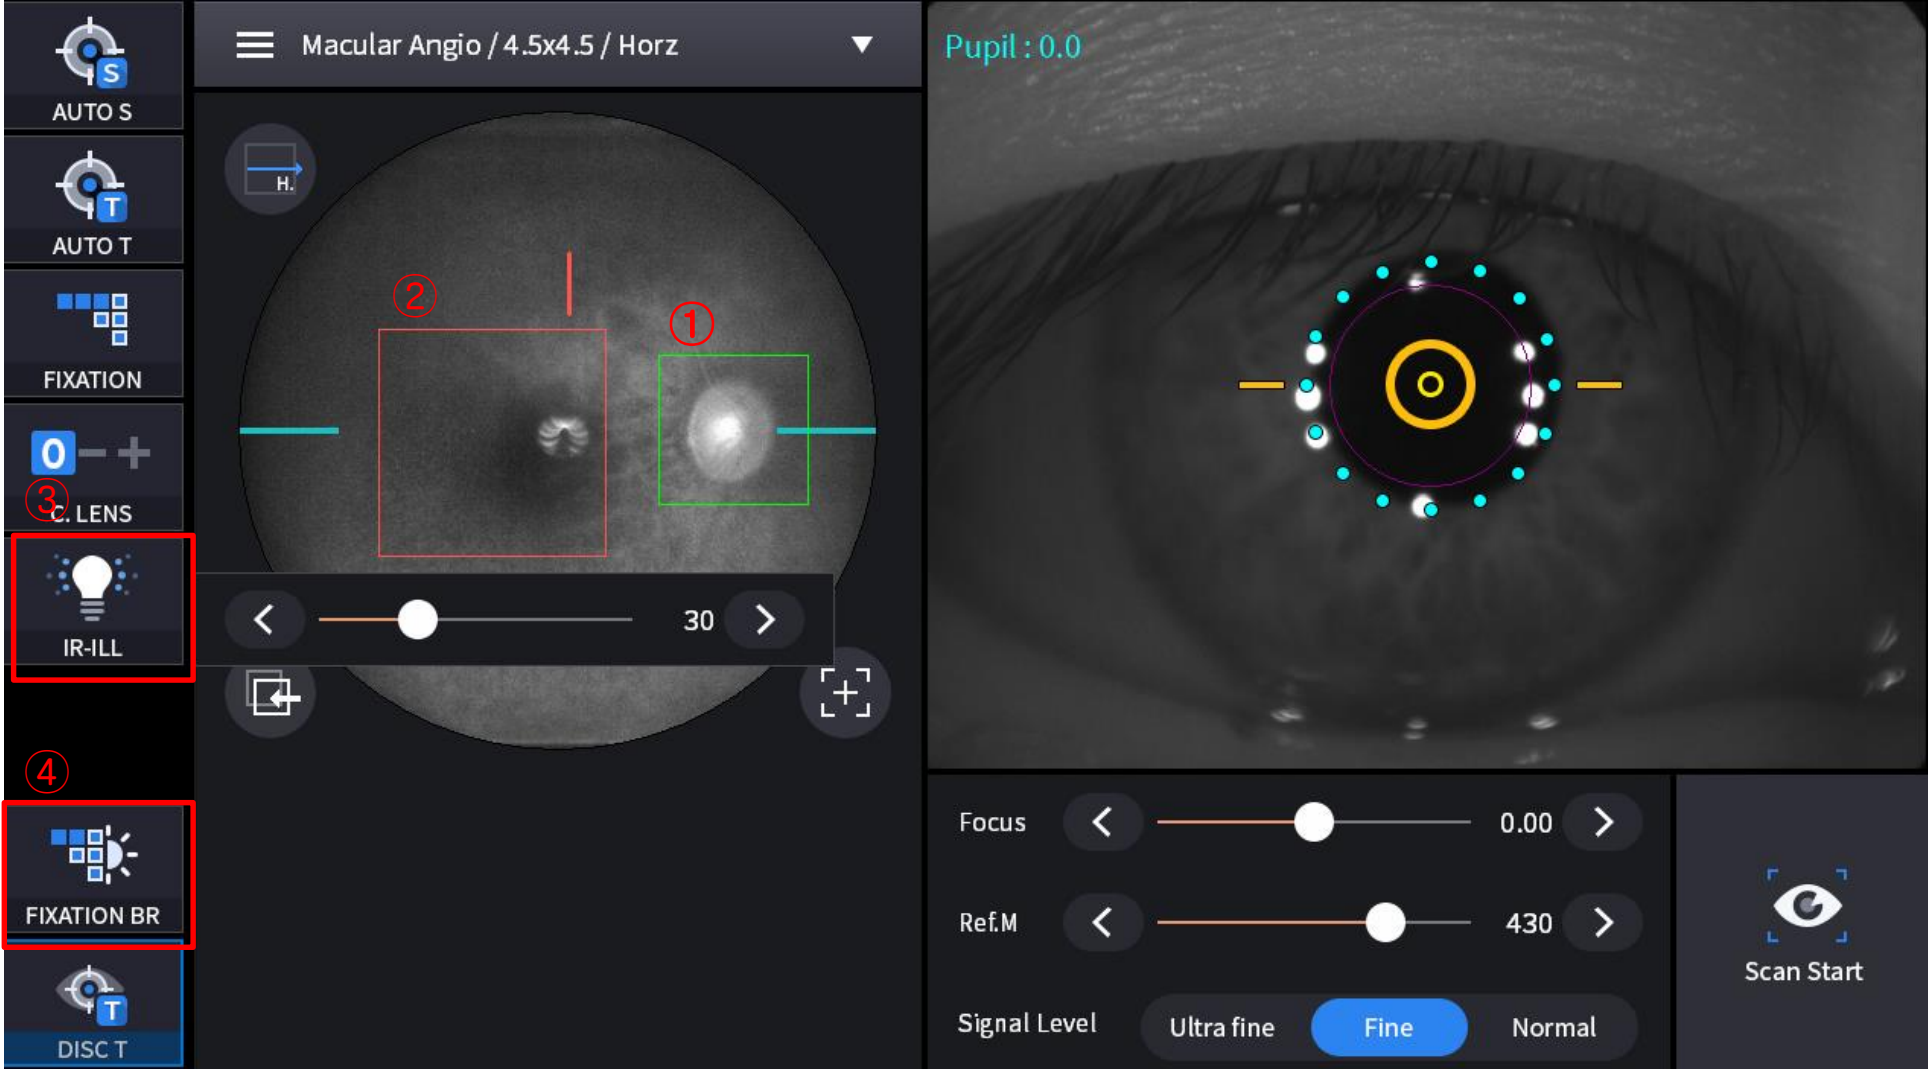 AUTO S
AUTO T
FIXATION
0
③
C. LENS
IR-ILL
④
FIXATION BR
DISC T
Macular Angio / 4.5x4.5 / Horz
H.
②
①
30
Pupil : 0.0
Focus
0.00
Ref.M
430
Signal Level
Ultra fine
Fine
Normal
Scan Start
S
T
T